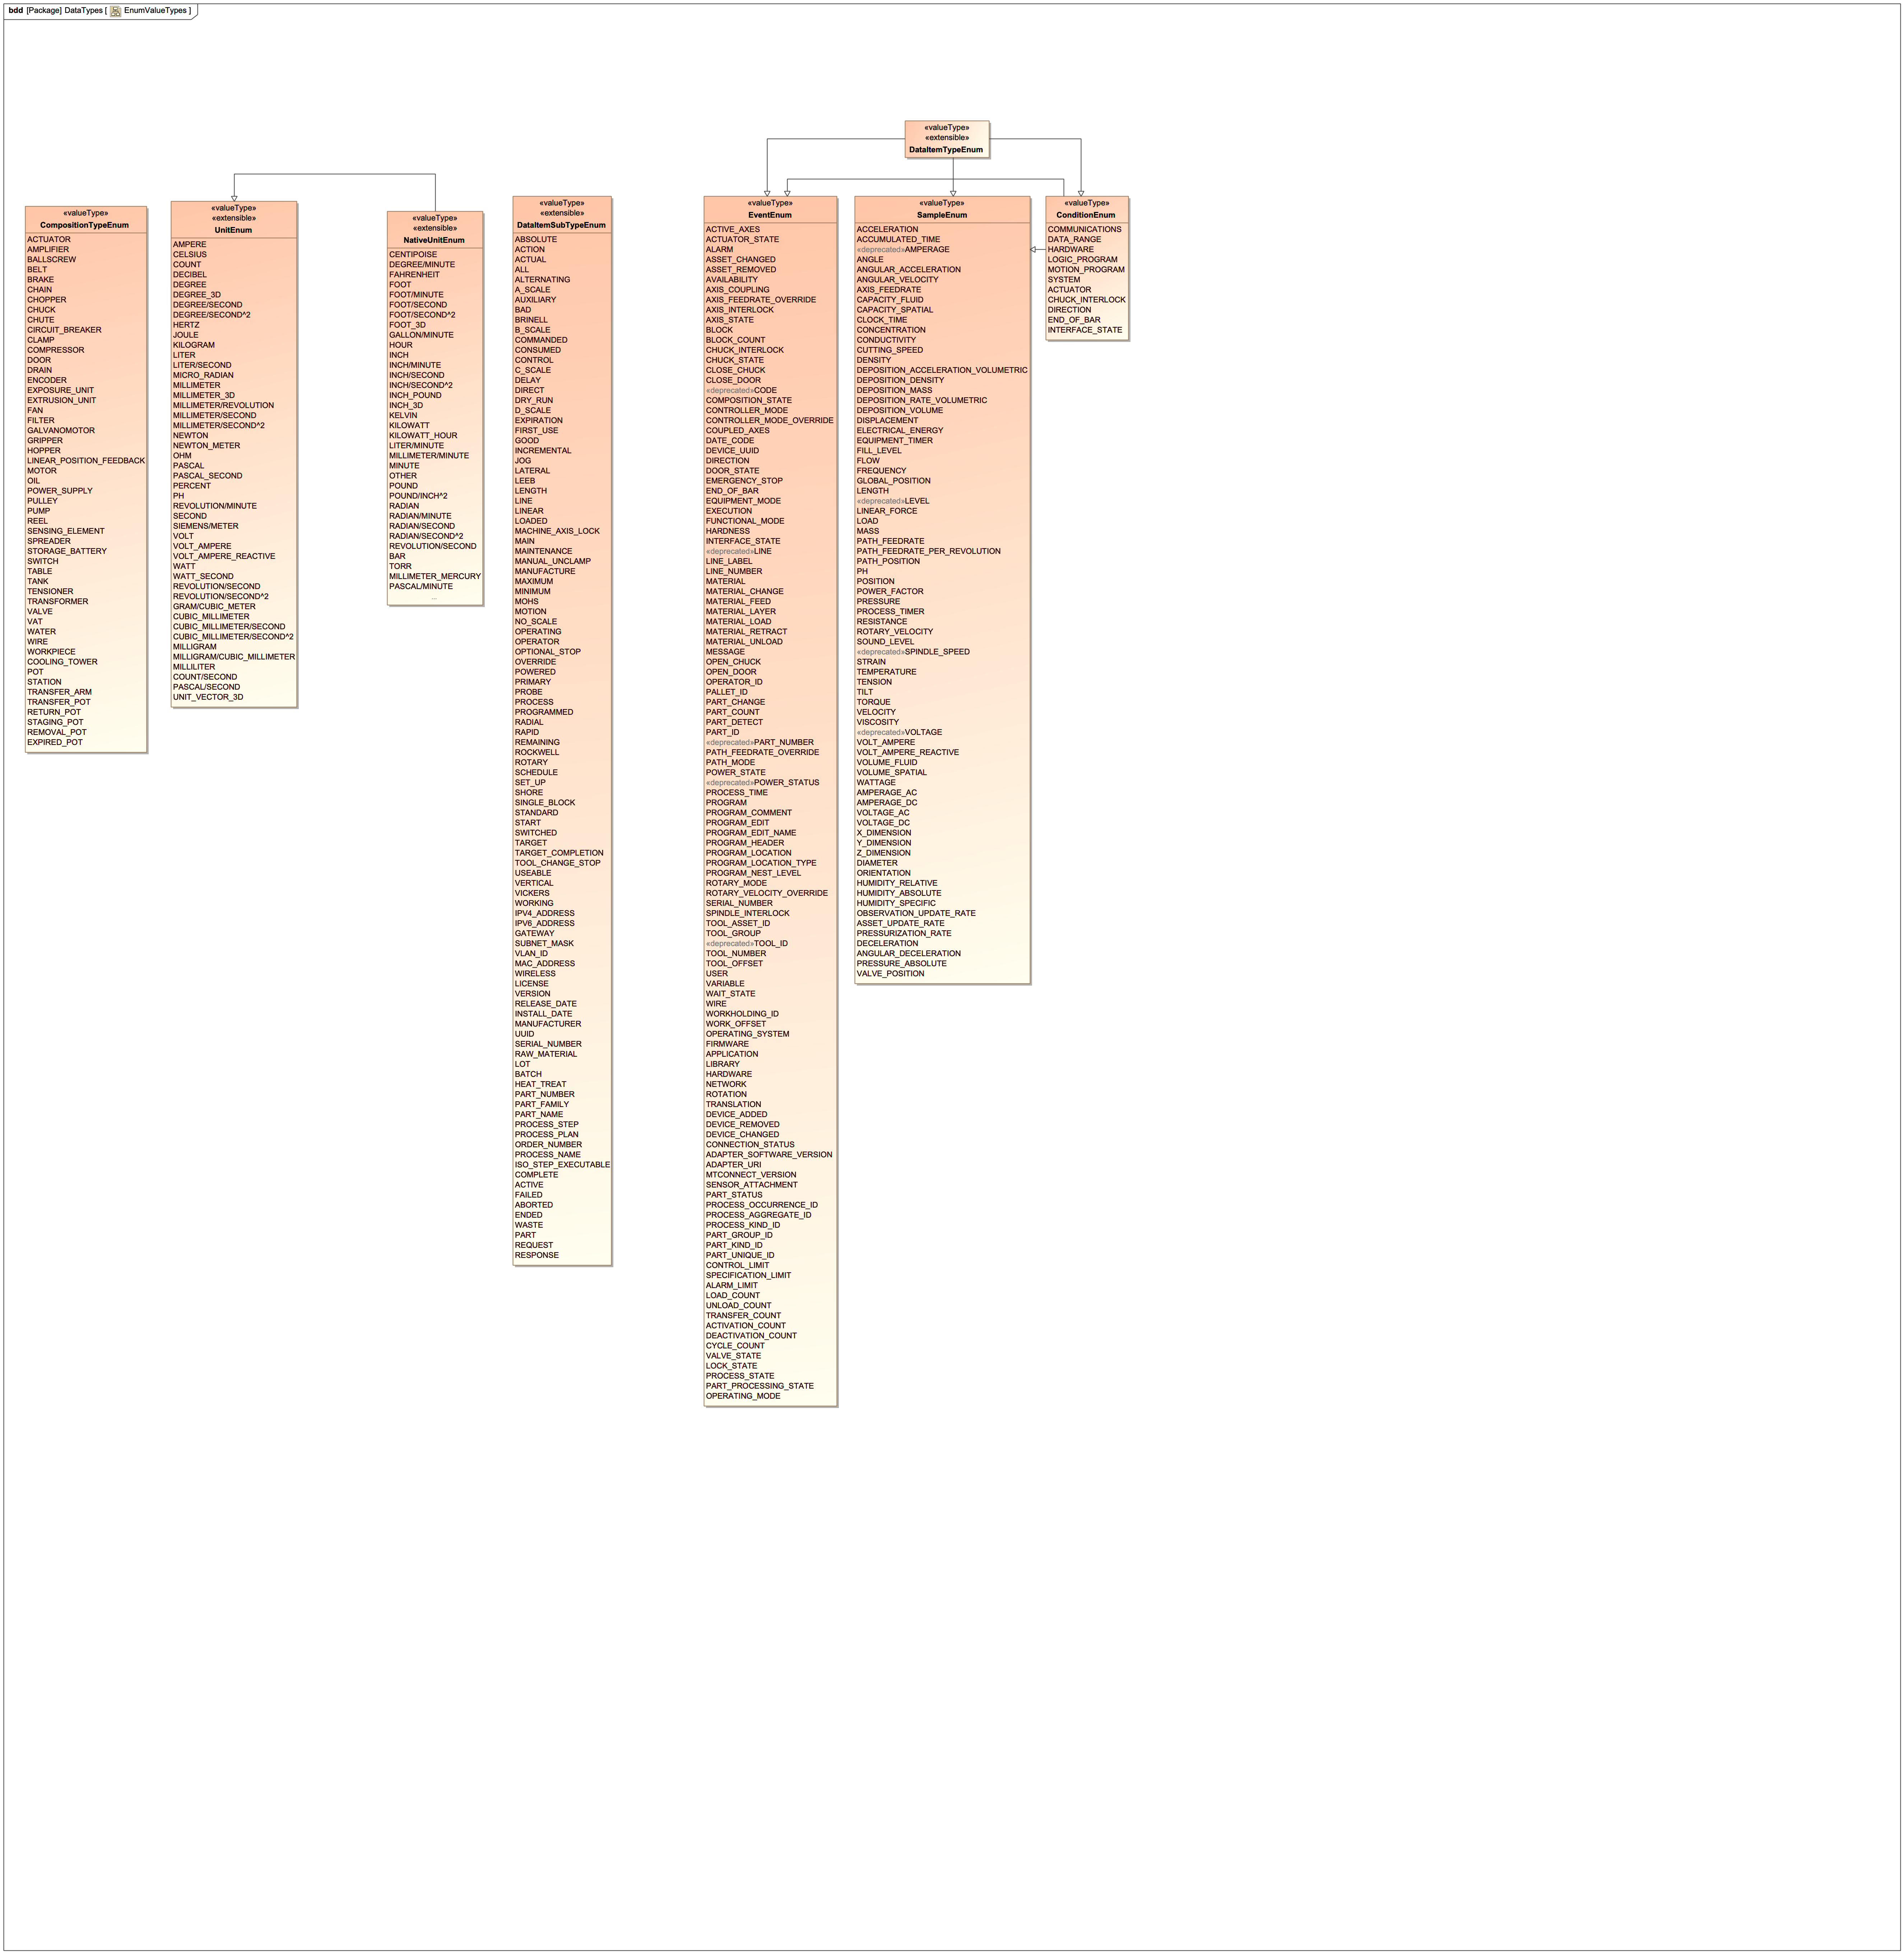 bdd [Package] DataTypes [ EnumValueTypes ]
«valueType»
«extensible»
DataItemTypeEnum
«valueType»
CompositionTypeEnum
ACTUATOR
AMPLIFIER
BALLSCREW
BELT
BRAKE
CHAIN
CHOPPER
CHUCK
CHUTE
CIRCUIT_BREAKER
CLAMP
COMPRESSOR
DOOR
DRAIN
ENCODER
EXPOSURE_UNIT
EXTRUSION_UNIT
FAN
FILTER
GALVANOMOTOR
GRIPPER
HOPPER
LINEAR_POSITION_FEEDBACK
MOTOR
OIL
POWER_SUPPLY
PULLEY
PUMP
REEL
SENSING_ELEMENT
SPREADER
STORAGE_BATTERY
SWITCH
TABLE
TANK
TENSIONER
TRANSFORMER
VALVE
VAT
WATER
WIRE
WORKPIECE
COOLING_TOWER
POT
STATION
TRANSFER_ARM
TRANSFER_POT
RETURN_POT
STAGING_POT
REMOVAL_POT
EXPIRED_POT
«valueType»
«extensible»
UnitEnum
AMPERE
CELSIUS
COUNT
DECIBEL
DEGREE
DEGREE_3D
DEGREE/SECOND
DEGREE/SECOND^2
HERTZ
JOULE
KILOGRAM
LITER
LITER/SECOND
MICRO_RADIAN
MILLIMETER
MILLIMETER_3D
MILLIMETER/REVOLUTION
MILLIMETER/SECOND
MILLIMETER/SECOND^2
NEWTON
NEWTON_METER
OHM
PASCAL
PASCAL_SECOND
PERCENT
PH
REVOLUTION/MINUTE
SECOND
SIEMENS/METER
VOLT
VOLT_AMPERE
VOLT_AMPERE_REACTIVE
WATT
WATT_SECOND
REVOLUTION/SECOND
REVOLUTION/SECOND^2
GRAM/CUBIC_METER
CUBIC_MILLIMETER
CUBIC_MILLIMETER/SECOND
CUBIC_MILLIMETER/SECOND^2
MILLIGRAM
MILLIGRAM/CUBIC_MILLIMETER
MILLILITER
COUNT/SECOND
PASCAL/SECOND
UNIT_VECTOR_3D
«valueType»
«extensible»
NativeUnitEnum
CENTIPOISE
DEGREE/MINUTE
FAHRENHEIT
FOOT
FOOT/MINUTE
FOOT/SECOND
FOOT/SECOND^2
FOOT_3D
GALLON/MINUTE
HOUR
INCH
INCH/MINUTE
INCH/SECOND
INCH/SECOND^2
INCH_POUND
INCH_3D
KELVIN
KILOWATT
KILOWATT_HOUR
LITER/MINUTE
MILLIMETER/MINUTE
MINUTE
OTHER
POUND
POUND/INCH^2
RADIAN
RADIAN/MINUTE
RADIAN/SECOND
RADIAN/SECOND^2
REVOLUTION/SECOND
BAR
TORR
MILLIMETER_MERCURY
PASCAL/MINUTE
...
«valueType»
«extensible»
DataItemSubTypeEnum
ABSOLUTE
ACTION
ACTUAL
ALL
ALTERNATING
A_SCALE
AUXILIARY
BAD
BRINELL
B_SCALE
COMMANDED
CONSUMED
CONTROL
C_SCALE
DELAY
DIRECT
DRY_RUN
D_SCALE
EXPIRATION
FIRST_USE
GOOD
INCREMENTAL
JOG
LATERAL
LEEB
LENGTH
LINE
LINEAR
LOADED
MACHINE_AXIS_LOCK
MAIN
MAINTENANCE
MANUAL_UNCLAMP
MANUFACTURE
MAXIMUM
MINIMUM
MOHS
MOTION
NO_SCALE
OPERATING
OPERATOR
OPTIONAL_STOP
OVERRIDE
POWERED
PRIMARY
PROBE
PROCESS
PROGRAMMED
RADIAL
RAPID
REMAINING
ROCKWELL
ROTARY
SCHEDULE
SET_UP
SHORE
SINGLE_BLOCK
STANDARD
START
SWITCHED
TARGET
TARGET_COMPLETION
TOOL_CHANGE_STOP
USEABLE
VERTICAL
VICKERS
WORKING
IPV4_ADDRESS
IPV6_ADDRESS
GATEWAY
SUBNET_MASK
VLAN_ID
MAC_ADDRESS
WIRELESS
LICENSE
VERSION
RELEASE_DATE
INSTALL_DATE
MANUFACTURER
UUID
SERIAL_NUMBER
RAW_MATERIAL
LOT
BATCH
HEAT_TREAT
PART_NUMBER
PART_FAMILY
PART_NAME
PROCESS_STEP
PROCESS_PLAN
ORDER_NUMBER
PROCESS_NAME
ISO_STEP_EXECUTABLE
COMPLETE
ACTIVE
FAILED
ABORTED
ENDED
WASTE
PART
REQUEST
RESPONSE
«valueType»
EventEnum
ACTIVE_AXES
ACTUATOR_STATE
ALARM
ASSET_CHANGED
ASSET_REMOVED
AVAILABILITY
AXIS_COUPLING
AXIS_FEEDRATE_OVERRIDE
AXIS_INTERLOCK
AXIS_STATE
BLOCK
BLOCK_COUNT
CHUCK_INTERLOCK
CHUCK_STATE
CLOSE_CHUCK
CLOSE_DOOR
«deprecated»CODE
COMPOSITION_STATE
CONTROLLER_MODE
CONTROLLER_MODE_OVERRIDE
COUPLED_AXES
DATE_CODE
DEVICE_UUID
DIRECTION
DOOR_STATE
EMERGENCY_STOP
END_OF_BAR
EQUIPMENT_MODE
EXECUTION
FUNCTIONAL_MODE
HARDNESS
INTERFACE_STATE
«deprecated»LINE
LINE_LABEL
LINE_NUMBER
MATERIAL
MATERIAL_CHANGE
MATERIAL_FEED
MATERIAL_LAYER
MATERIAL_LOAD
MATERIAL_RETRACT
MATERIAL_UNLOAD
MESSAGE
OPEN_CHUCK
OPEN_DOOR
OPERATOR_ID
PALLET_ID
PART_CHANGE
PART_COUNT
PART_DETECT
PART_ID
«deprecated»PART_NUMBER
PATH_FEEDRATE_OVERRIDE
PATH_MODE
POWER_STATE
«deprecated»POWER_STATUS
PROCESS_TIME
PROGRAM
PROGRAM_COMMENT
PROGRAM_EDIT
PROGRAM_EDIT_NAME
PROGRAM_HEADER
PROGRAM_LOCATION
PROGRAM_LOCATION_TYPE
PROGRAM_NEST_LEVEL
ROTARY_MODE
ROTARY_VELOCITY_OVERRIDE
SERIAL_NUMBER
SPINDLE_INTERLOCK
TOOL_ASSET_ID
TOOL_GROUP
«deprecated»TOOL_ID
TOOL_NUMBER
TOOL_OFFSET
USER
VARIABLE
WAIT_STATE
WIRE
WORKHOLDING_ID
WORK_OFFSET
OPERATING_SYSTEM
FIRMWARE
APPLICATION
LIBRARY
HARDWARE
NETWORK
ROTATION
TRANSLATION
DEVICE_ADDED
DEVICE_REMOVED
DEVICE_CHANGED
CONNECTION_STATUS
ADAPTER_SOFTWARE_VERSION
ADAPTER_URI
MTCONNECT_VERSION
SENSOR_ATTACHMENT
PART_STATUS
PROCESS_OCCURRENCE_ID
PROCESS_AGGREGATE_ID
PROCESS_KIND_ID
PART_GROUP_ID
PART_KIND_ID
PART_UNIQUE_ID
CONTROL_LIMIT
SPECIFICATION_LIMIT
ALARM_LIMIT
LOAD_COUNT
UNLOAD_COUNT
TRANSFER_COUNT
ACTIVATION_COUNT
DEACTIVATION_COUNT
CYCLE_COUNT
VALVE_STATE
LOCK_STATE
PROCESS_STATE
PART_PROCESSING_STATE
OPERATING_MODE
«valueType»
SampleEnum
ACCELERATION
ACCUMULATED_TIME
«deprecated»AMPERAGE
ANGLE
ANGULAR_ACCELERATION
ANGULAR_VELOCITY
AXIS_FEEDRATE
CAPACITY_FLUID
CAPACITY_SPATIAL
CLOCK_TIME
CONCENTRATION
CONDUCTIVITY
CUTTING_SPEED
DENSITY
DEPOSITION_ACCELERATION_VOLUMETRIC
DEPOSITION_DENSITY
DEPOSITION_MASS
DEPOSITION_RATE_VOLUMETRIC
DEPOSITION_VOLUME
DISPLACEMENT
ELECTRICAL_ENERGY
EQUIPMENT_TIMER
FILL_LEVEL
FLOW
FREQUENCY
GLOBAL_POSITION
LENGTH
«deprecated»LEVEL
LINEAR_FORCE
LOAD
MASS
PATH_FEEDRATE
PATH_FEEDRATE_PER_REVOLUTION
PATH_POSITION
PH
POSITION
POWER_FACTOR
PRESSURE
PROCESS_TIMER
RESISTANCE
ROTARY_VELOCITY
SOUND_LEVEL
«deprecated»SPINDLE_SPEED
STRAIN
TEMPERATURE
TENSION
TILT
TORQUE
VELOCITY
VISCOSITY
«deprecated»VOLTAGE
VOLT_AMPERE
VOLT_AMPERE_REACTIVE
VOLUME_FLUID
VOLUME_SPATIAL
WATTAGE
AMPERAGE_AC
AMPERAGE_DC
VOLTAGE_AC
VOLTAGE_DC
X_DIMENSION
Y_DIMENSION
Z_DIMENSION
DIAMETER
ORIENTATION
HUMIDITY_RELATIVE
HUMIDITY_ABSOLUTE
HUMIDITY_SPECIFIC
OBSERVATION_UPDATE_RATE
ASSET_UPDATE_RATE
PRESSURIZATION_RATE
DECELERATION
ANGULAR_DECELERATION
PRESSURE_ABSOLUTE
VALVE_POSITION
«valueType»
ConditionEnum
COMMUNICATIONS
DATA_RANGE
HARDWARE
LOGIC_PROGRAM
MOTION_PROGRAM
SYSTEM
ACTUATOR
CHUCK_INTERLOCK
DIRECTION
END_OF_BAR
INTERFACE_STATE